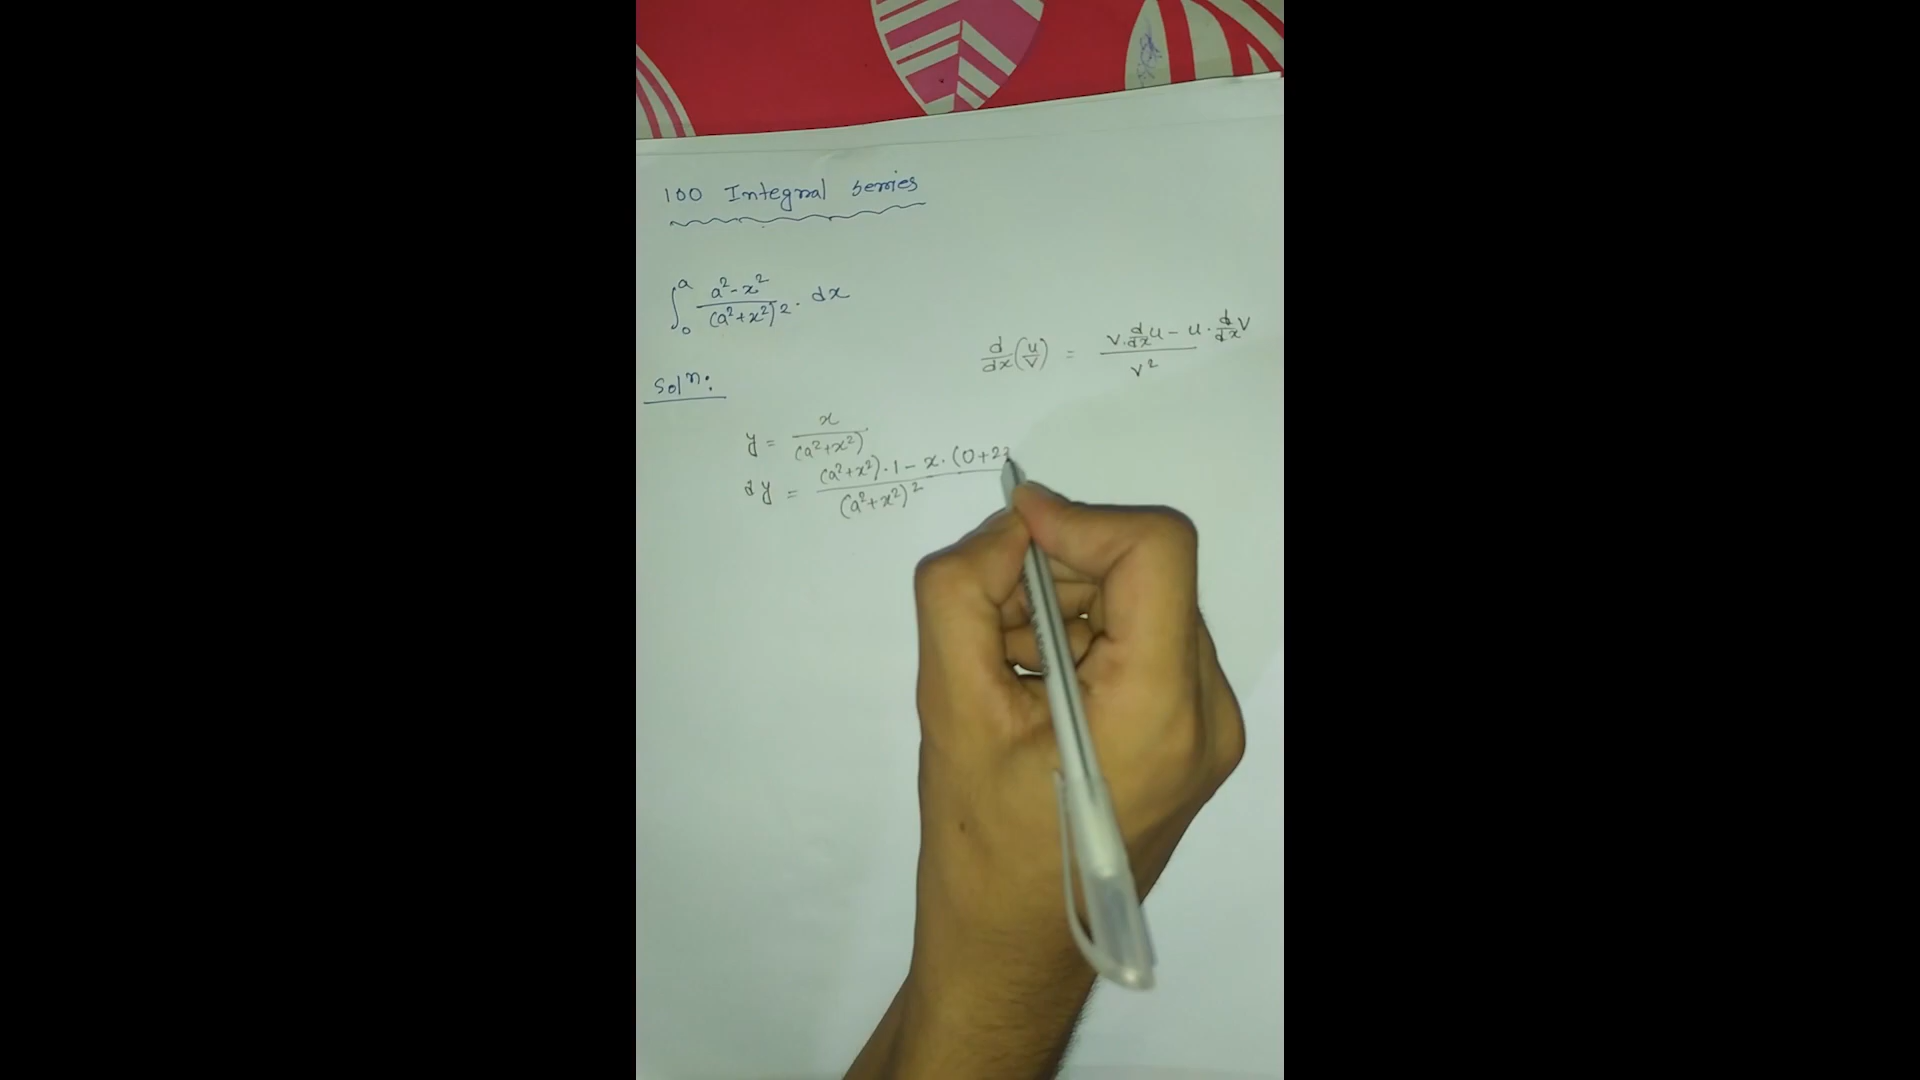 100 Integral series
∫₀ᵃ (a²-x²)/(a²+x²)² · dx
d/dx (u/v) = (v·d/dx u - u·d/dx v)/v²
Solⁿ:
y = x/(a²+x²)
dy = ((a²+x²)·1 - x·(0+2x)/(a²+x²)²